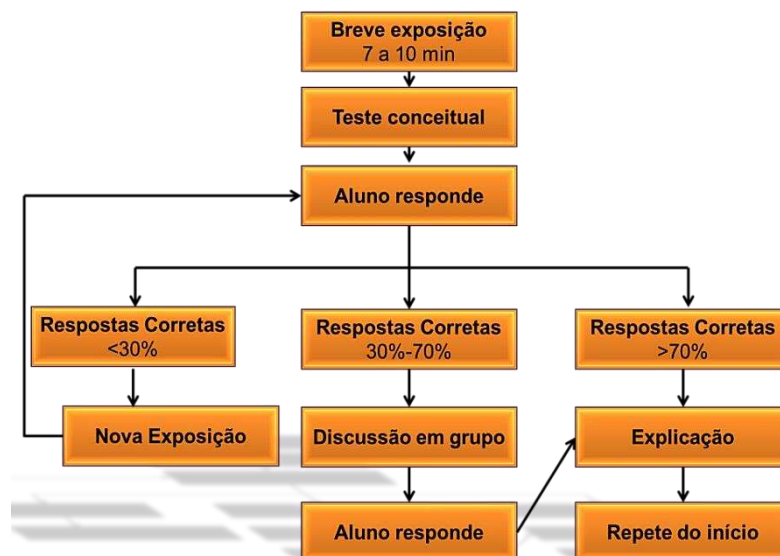 Breve exposição
7 a 10 min
Teste conceitual
Aluno responde
Respostas Corretas
<30%
Respostas Corretas
30%-70%
Respostas Corretas
>70%
Nova Exposição
Discussão em grupo
Explicação
Aluno responde
Repete do início